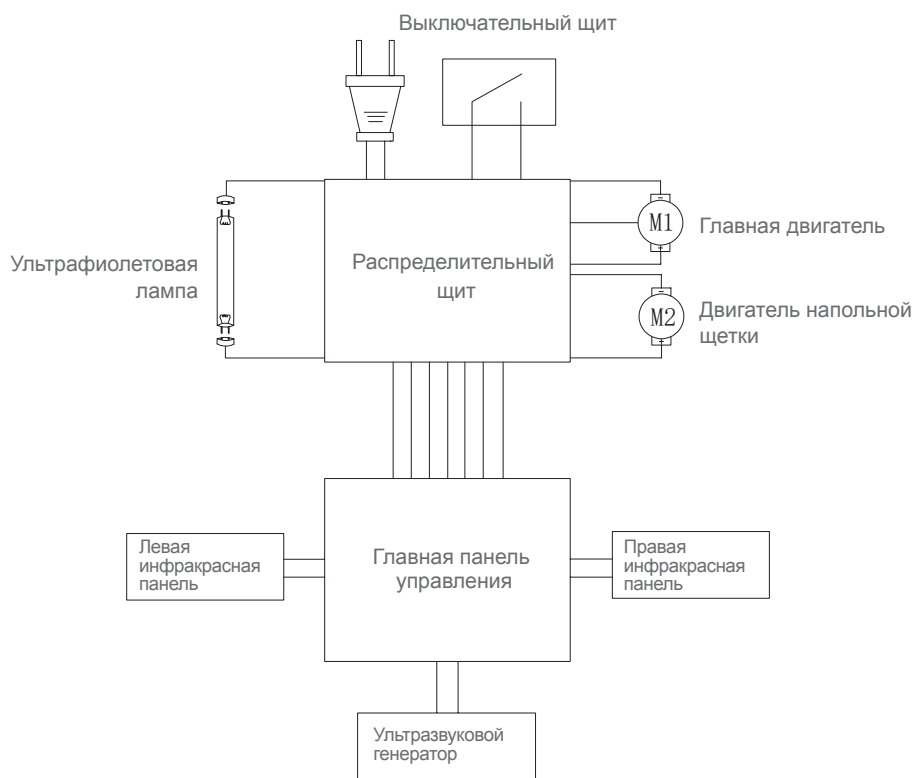 Выключательный щит
Ультрафиолетовая
лампа
Распределительный
щит
M1
Главная двигатель
M2
Двигатель напольной
щетки
Левая
инфракрасная
панель
Главная панель
управления
Правая
инфракрасная
панель
Ультразвуковой
генератор